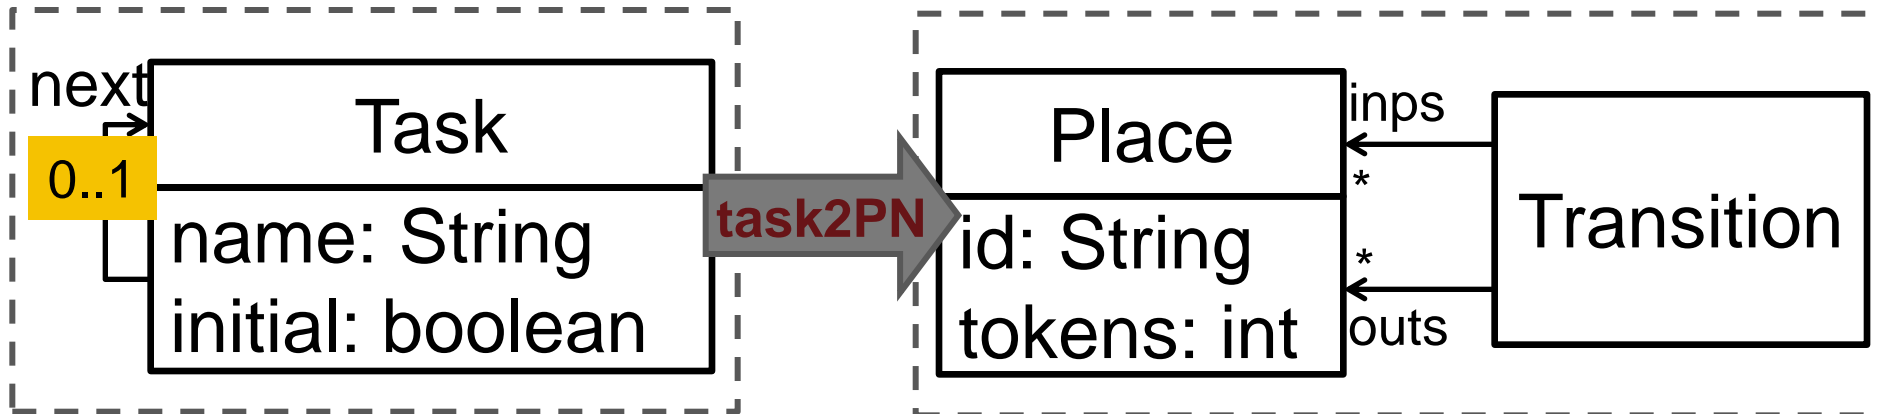 next
Task
0..1
name: String
initial: boolean
task2PN
Place
id: String
tokens: int
inps
*
*
outs
Transition